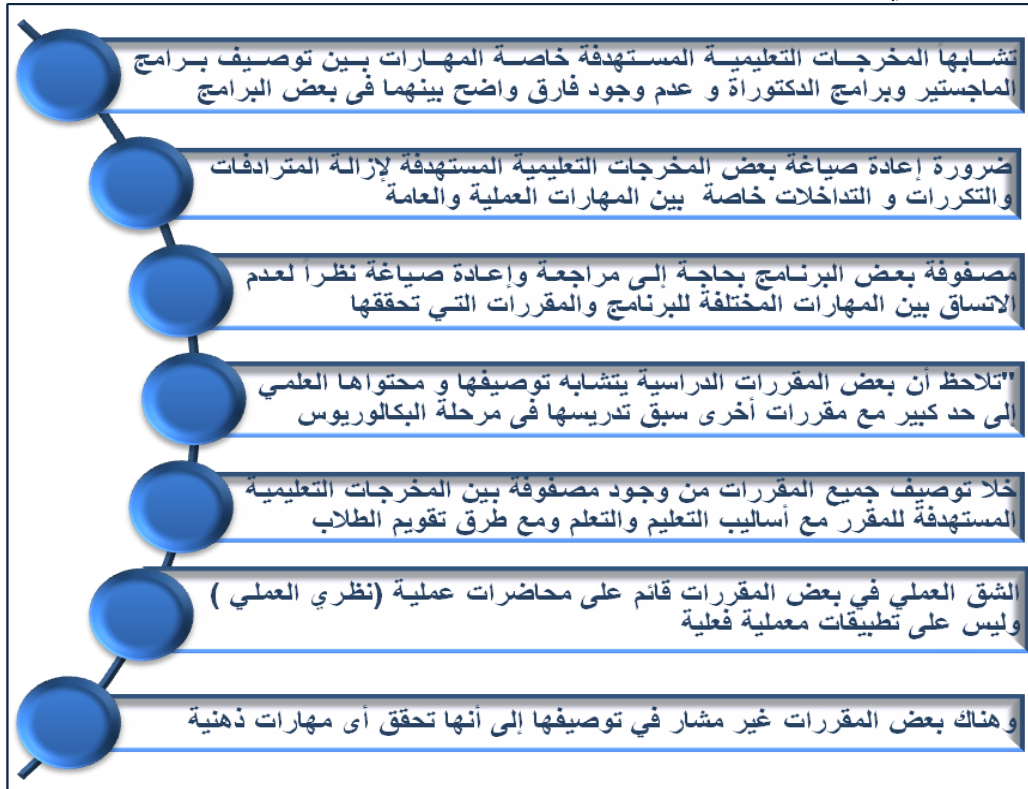 تشابهاً المخرجات التعليمية المستهدفة خاصة المهارات بين توصيف برامج
الماجستير وبرامج الدكتوراة و عدم وجود فارق واضح بينهما فى بعض البرامج
ضرورة إعادة صياغة بعض المخرجات التعليمية المستهدفة لإزالة المترادفات
والتكررات و التداخلات خاصة بين المهارات العملية والعامة
مصفوفة بعض البرنامج بحاجة إلى مراجعة وإعادة صياغة نظراً لعدم
الاتساق بين المهارات المختلفة للبرنامج والمقررات التي تحققها
"تلاحظ أن بعض المقررات الدراسية يتشابه توصيفها و محتواها العلمي
إلى حد كبير مع مقررات أخرى سبق تدريسها فى مرحلة البكالوريوس
خلا توصيف جميع المقررات من وجود مصفوفة بين المخرجات التعليمية
المستهدفة للمقرر مع أساليب التعليم والتعلم ومع طرق تقويم الطلاب
الشق العملي في بعض المقررات قائم على محاضرات عملية (نظري العملي )
وليس على تطبيقات معملية فعلية
وهناك بعض المقررات غير مشار في توصيفها إلى أنها تحقق أى مهارات ذهنية